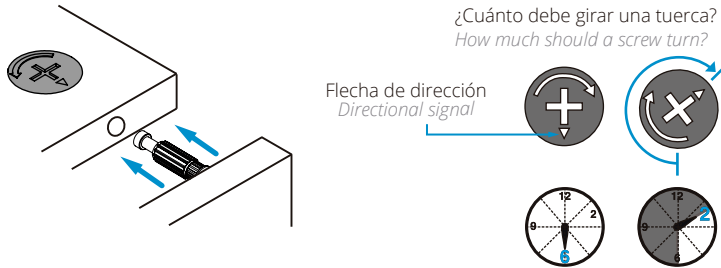 ¿Cuánto debe girar una tuerca?
How much should a screw turn?
Flecha de dirección
Directional signal
12
2
9
6
12
2
9
6